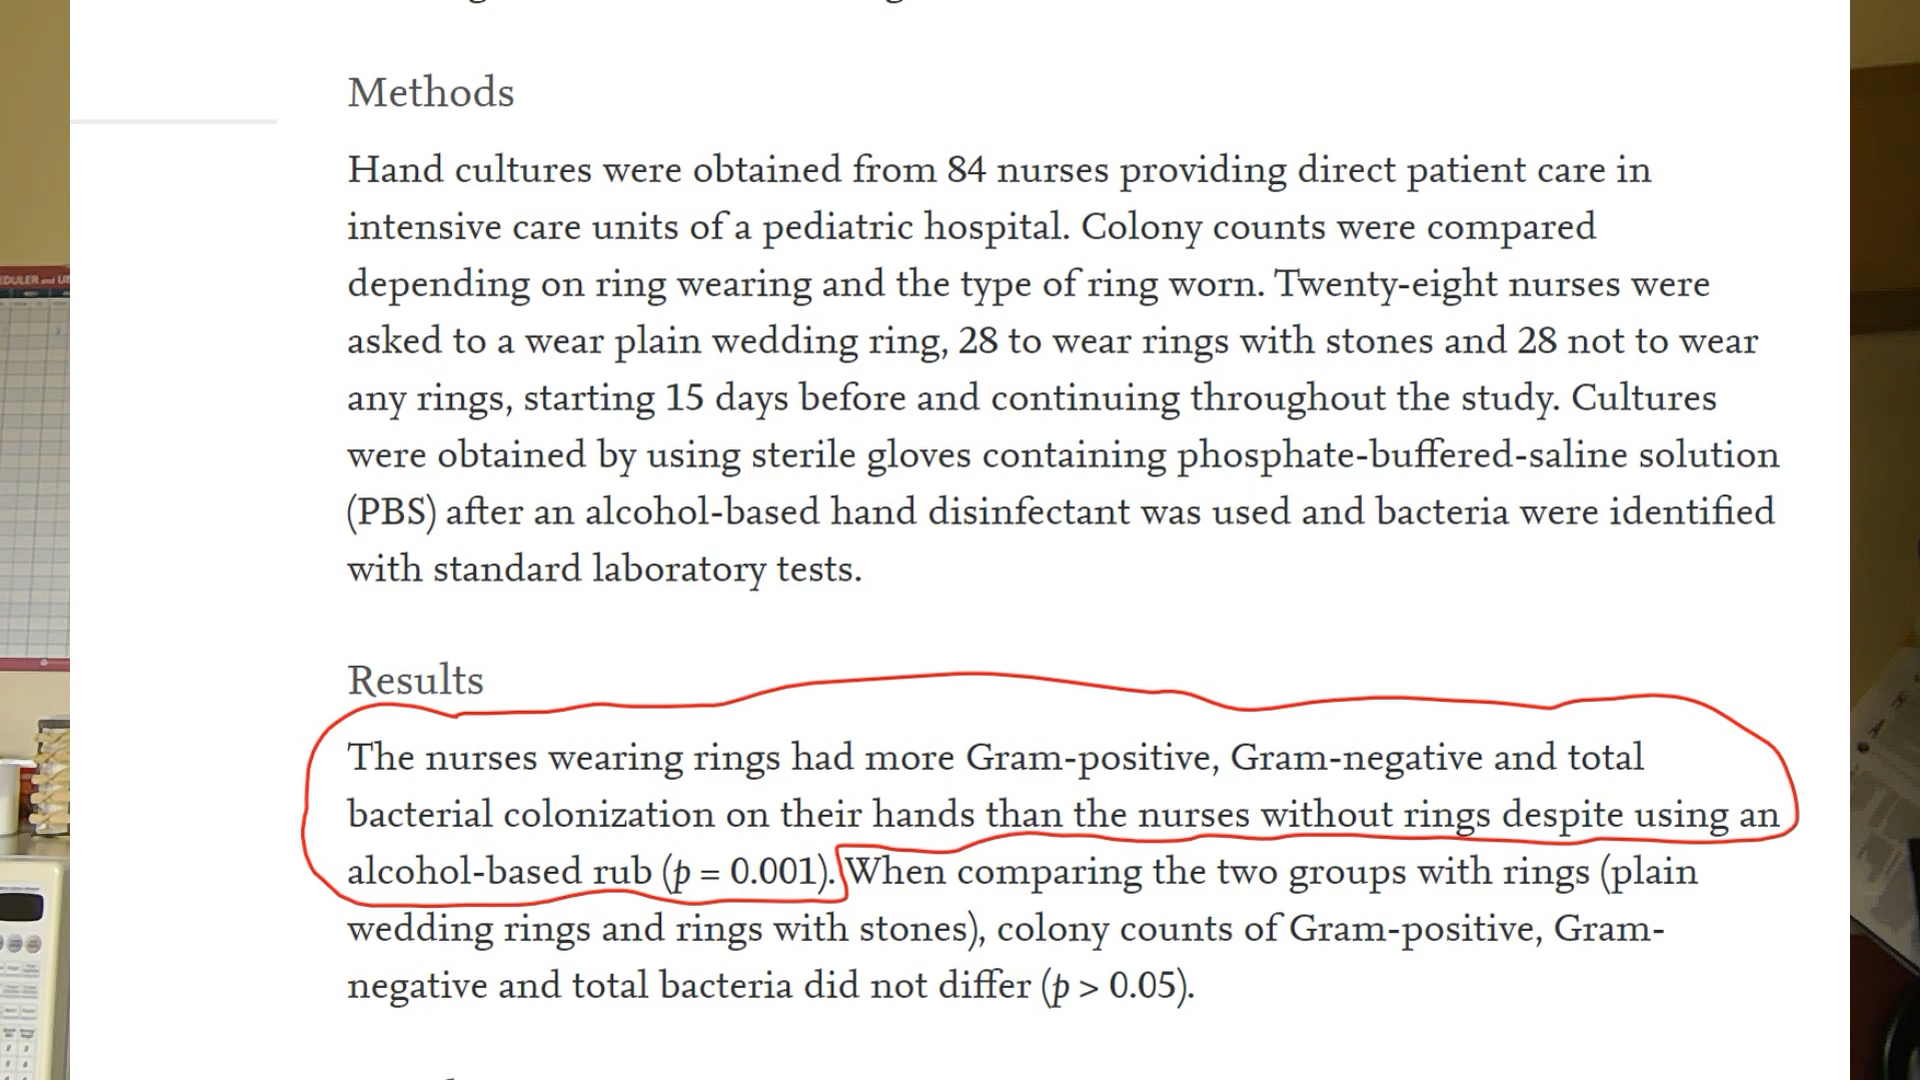 Methods
Hand cultures were obtained from 84 nurses providing direct patient care in
intensive care units of a pediatric hospital. Colony counts were compared
depending on ring wearing and the type of ring worn. Twenty-eight nurses were
asked to a wear plain wedding ring, 28 to wear rings with stones and 28 not to wear
any rings, starting 15 days before and continuing throughout the study. Cultures
were obtained by using sterile gloves containing phosphate-buffered-saline solution
(PBS) after an alcohol-based hand disinfectant was used and bacteria were identified
with standard laboratory tests.
Results
The nurses wearing rings had more Gram-positive, Gram-negative and total
bacterial colonization on their hands than the nurses without rings despite using an
alcohol-based rub (p = 0.001). When comparing the two groups with rings (plain
wedding rings and rings with stones), colony counts of Gram-positive, Gram-
negative and total bacteria did not differ (p > 0.05).